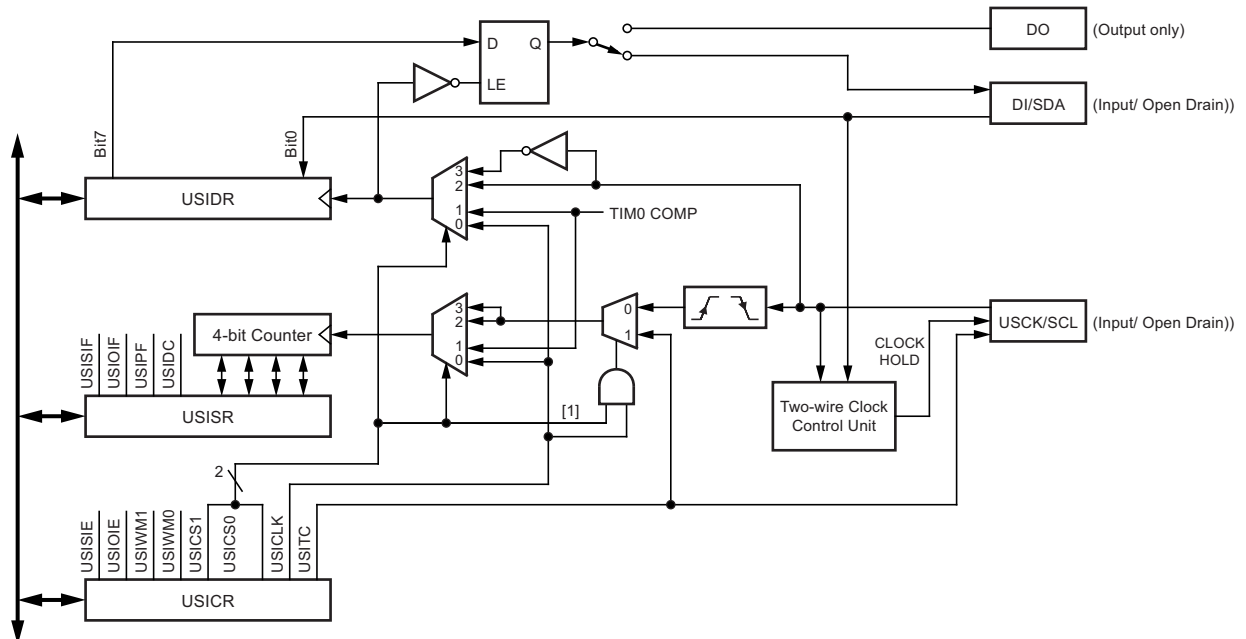 DO (Output only)
D Q
LE
DI/SDA (Input/ Open Drain))
Bit7
Bit0
USIDR
3
2
1
0
TIM0 COMP
4-bit Counter
3
2
1
0
0
1
USCK/SCL (Input/ Open Drain))
CLOCK
HOLD
Two-wire Clock
Control Unit
[1]
USISIF
USIOIF
USIPF
USIDC
USISR
2
USISIE
USIOIE
USIWM1
USIWM0
USICS1
USICS0
USICLK
USITC
USICR